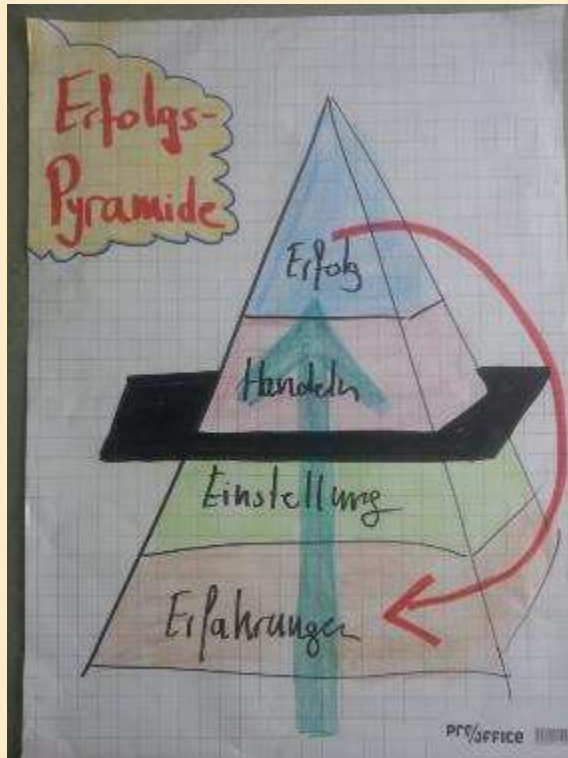 Erfolgs-
Pyramide
Erfolg
Handeln
Einstellung
Erfahrungen
pro/office